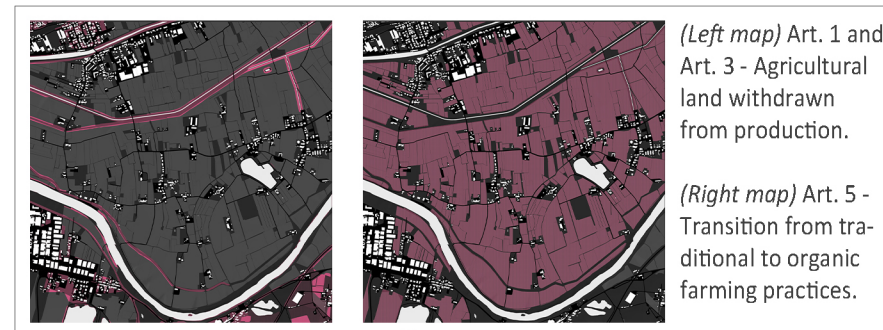 (Left map) Art. 1 and
Art. 3 - Agricultural
land withdrawn
from production.
(Right map) Art. 5 -
Transition from tra-
ditional to organic
farming practices.